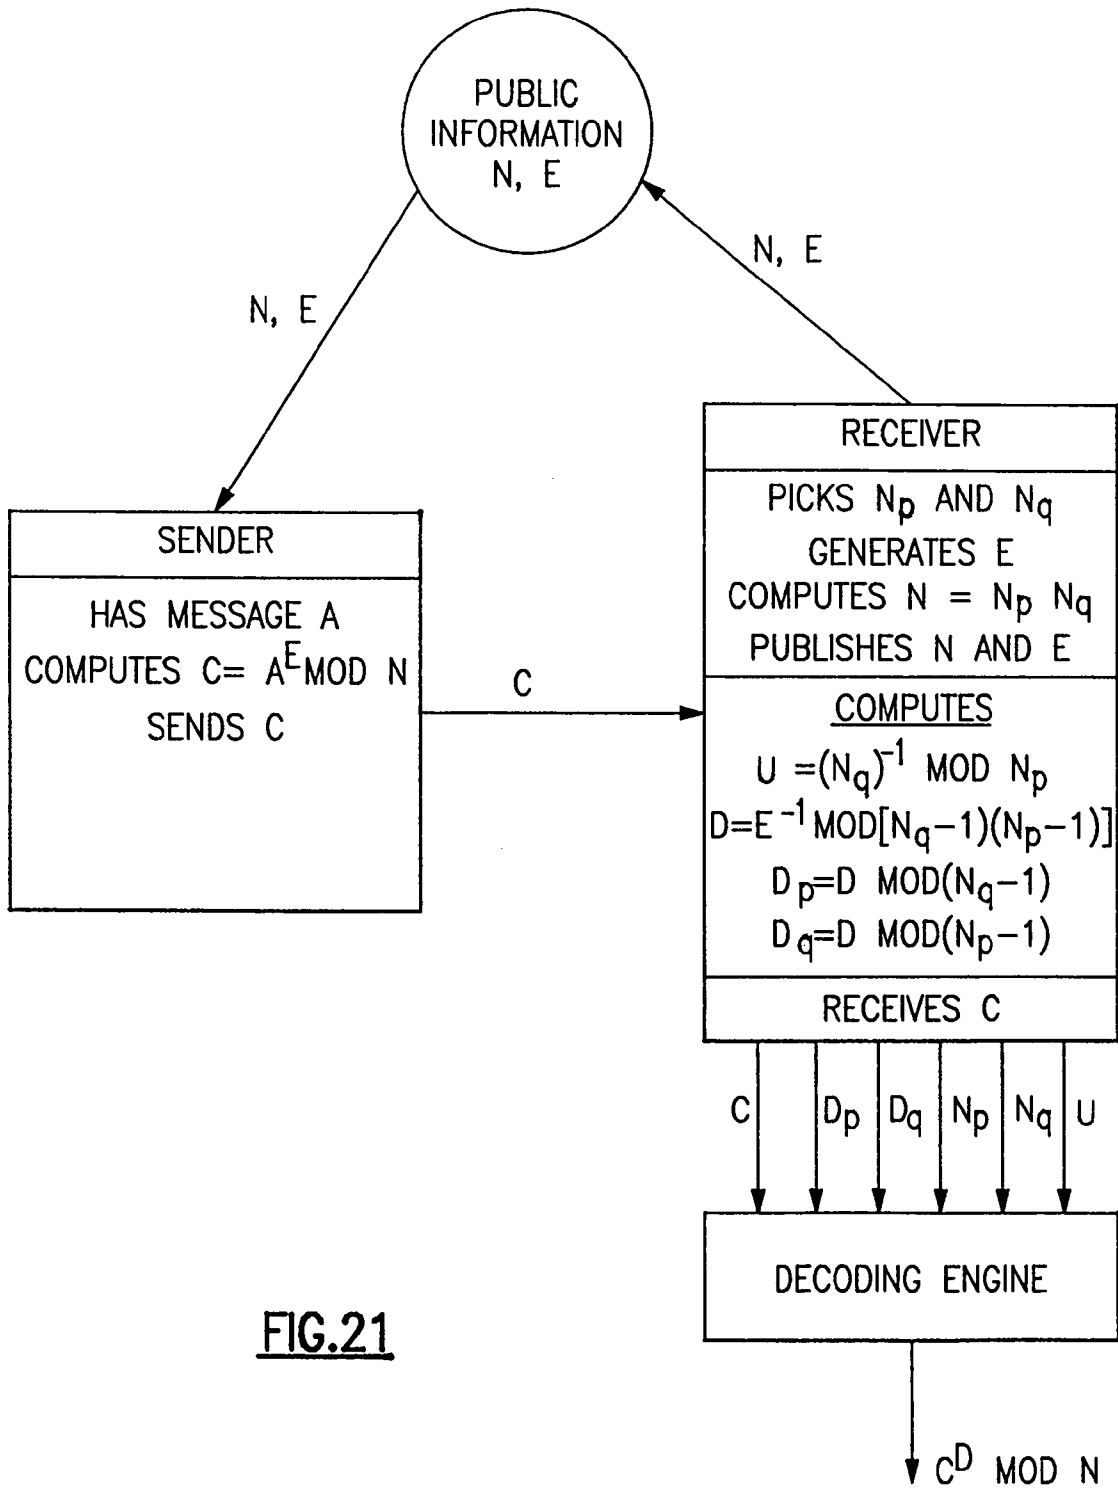 PUBLIC
INFORMATION
N, E
N, E
N, E
RECEIVER
PICKS Np AND Nq
GENERATES E
COMPUTES N = Np Nq
PUBLISHES N AND E
SENDER
HAS MESSAGE A
COMPUTES C= A^E MOD N
SENDS C
C
COMPUTES
U =(Nq)^-1 MOD Np
D=E^-1 MOD[Nq-1)(Np-1)]
Dp=D MOD(Nq-1)
Dq=D MOD(Np-1)
RECEIVES C
C Dp Dq Np Nq U
DECODING ENGINE
FIG.21
C^D MOD N